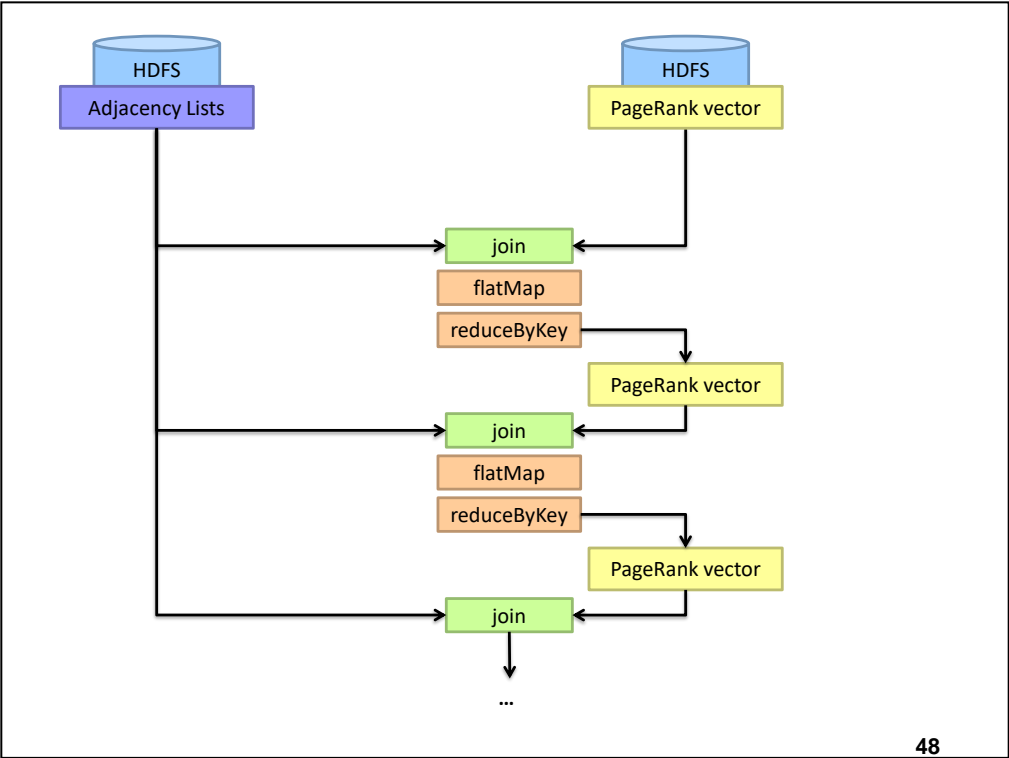 HDFS
Adjacency Lists
HDFS
PageRank vector
join
flatMap
reduceByKey
PageRank vector
join
flatMap
reduceByKey
PageRank vector
join
...
48